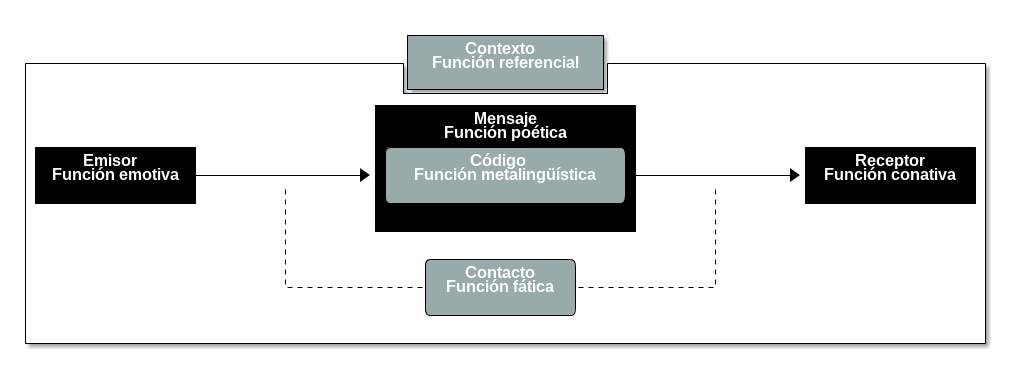 Contexto
Función referencial
Mensaje
Función poética
Emisor
Función emotiva
Código
Función metalingüística
Receptor
Función conativa
Contacto
Función fática